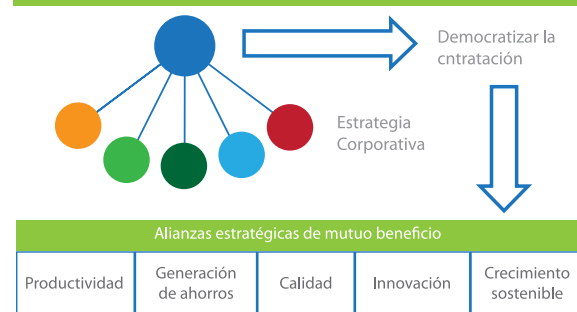 Democratizar la
cntratación
Estrategia
Corporativa
Alianzas estratégicas de mutuo beneficio
Productividad
Generación
de ahorros
Calidad
Innovación
Crecimiento
sostenible